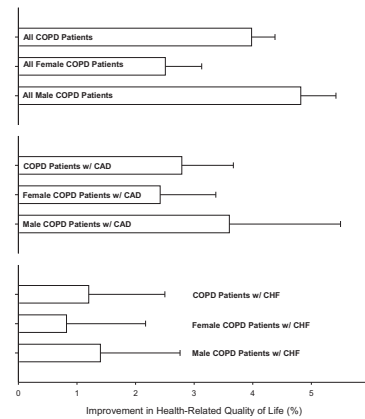 All COPD
Patients
All Female COPD
Patients
All Male COPD Patients
COPD Patients w/ CAD
Female COPD Patients
w/ CAD
Male COPD Patients w/ CAD
COPD Patients w/ CHF
Female COPD Patients w/ CHF
Male COPD Patients w/ CHF
0 1 2 3 4 5
Improvement in Health-Related Quality of Life (%)